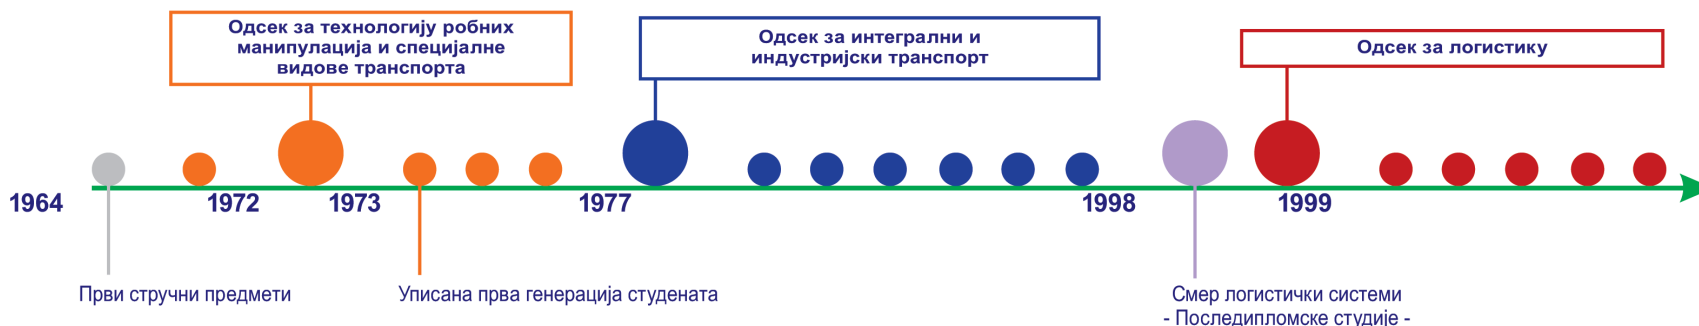 Одсек за технологију робних
манипулација и специјалне
видове транспорта
Одсек за интегрални и
индустријски транспорт
Одсек за логистику
1964
1972
1973
1977
1998
1999
Први стручни предмети
Уписана прва генерација студената
Смер логистички системи
- Последипломске студије -